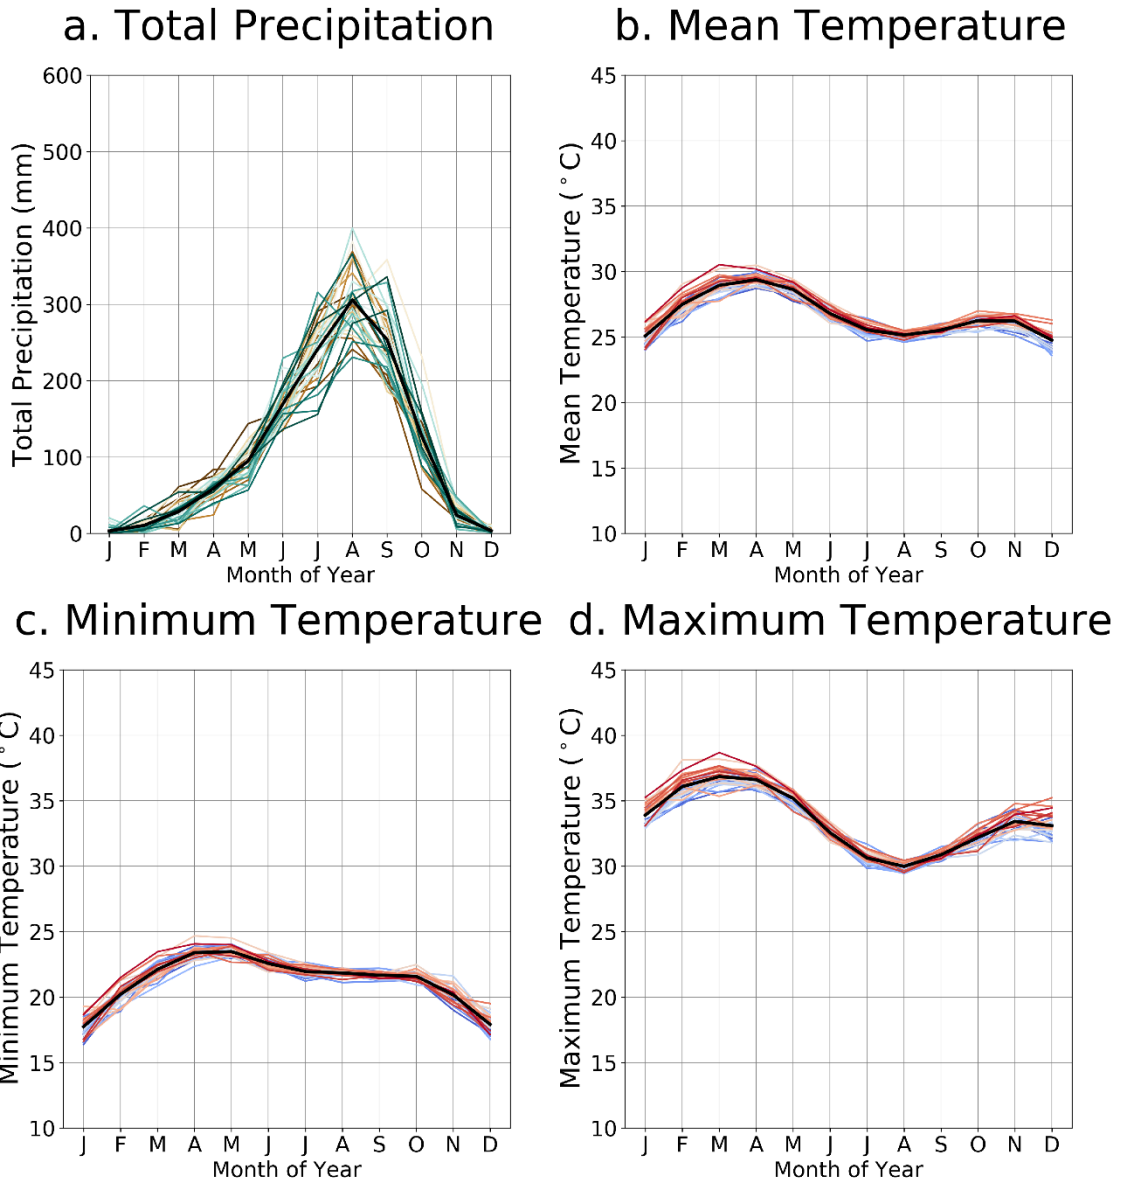 a. Total Precipitation
b. Mean Temperature
600
500
400
300
200
100
0
Total Precipitation (mm)
J F M A M J J A S O N D
Month of Year
45
40
35
30
25
20
15
10
Mean Temperature (°C)
J F M A M J J A S O N D
Month of Year
c. Minimum Temperature
d. Maximum Temperature
45
40
35
30
25
20
15
10
Minimum Temperature (°C)
J F M A M J J A S O N D
Month of Year
45
40
35
30
25
20
15
10
Maximum Temperature (°C)
J F M A M J J A S O N D
Month of Year